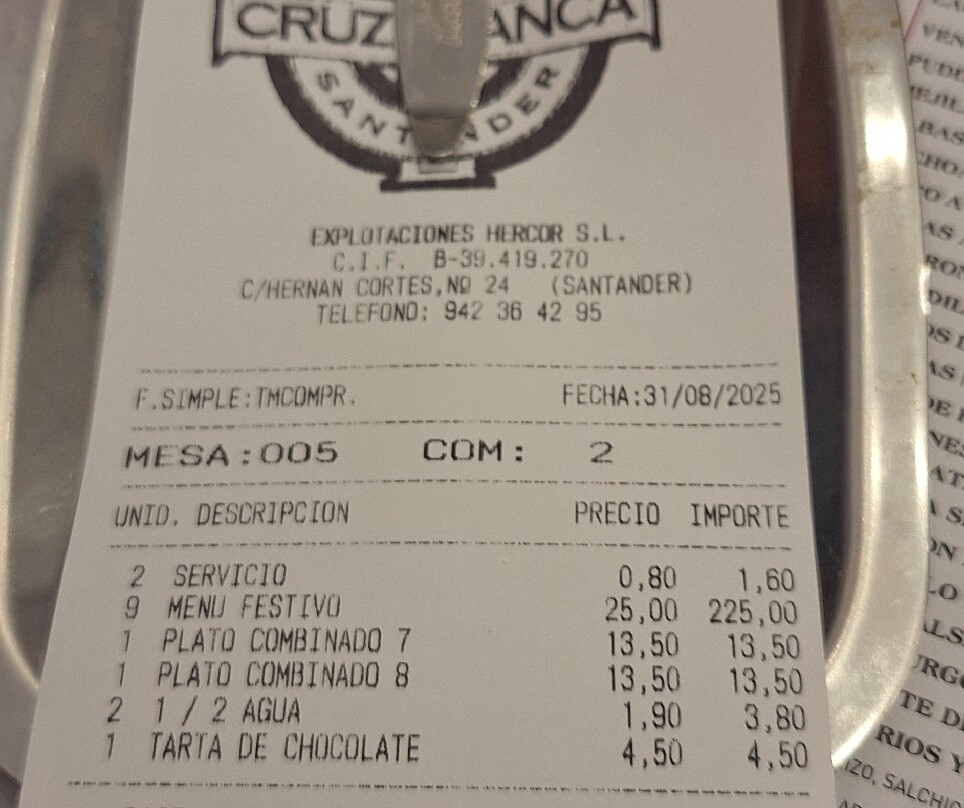 CRUZ BLANCA
SANTANDER
EXPLOTACIONES HERCOR S.L.
C.I.F. B-39.419.270
C/HERNAN CORTES,Nº 24 (SANTANDER)
TELEFONO: 942 36 42 95
F.SIMPLE:TMCOMPR. FECHA:31/08/2025
MESA:005 COM: 2
UNID. DESCRIPCION PRECIO IMPORTE
2 SERVICIO 0,80 1,60
9 MENU FESTIVO 25,00 225,00
1 PLATO COMBINADO 7 13,50 13,50
1 PLATO COMBINADO 8 13,50 13,50
2 1 / 2 AGUA 1,90 3,80
1 TARTA DE CHOCOLATE 4,50 4,50